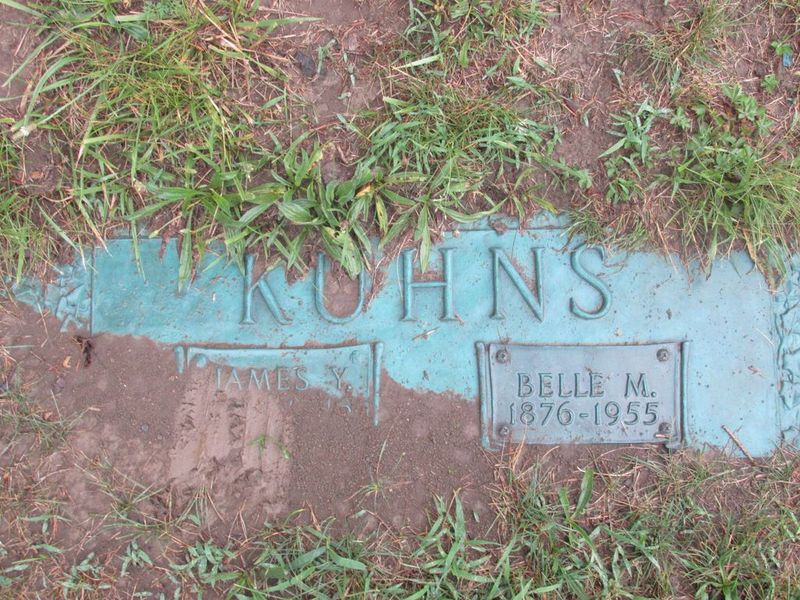 KUHNS
JAMES Y.
BELLE M.
1876-1955